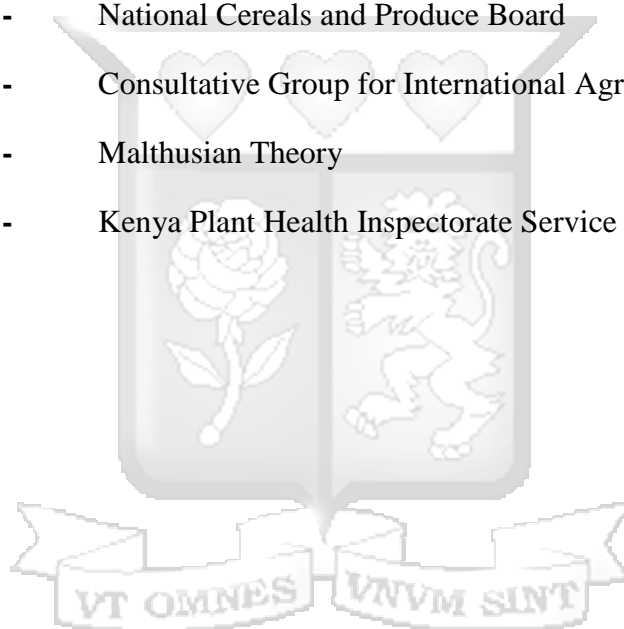 - National Cereals and Produce Board
- Consultative Group for International Agr
- Malthusian Theory
- Kenya Plant Health Inspectorate Service
VT OMNES VNVM SINT